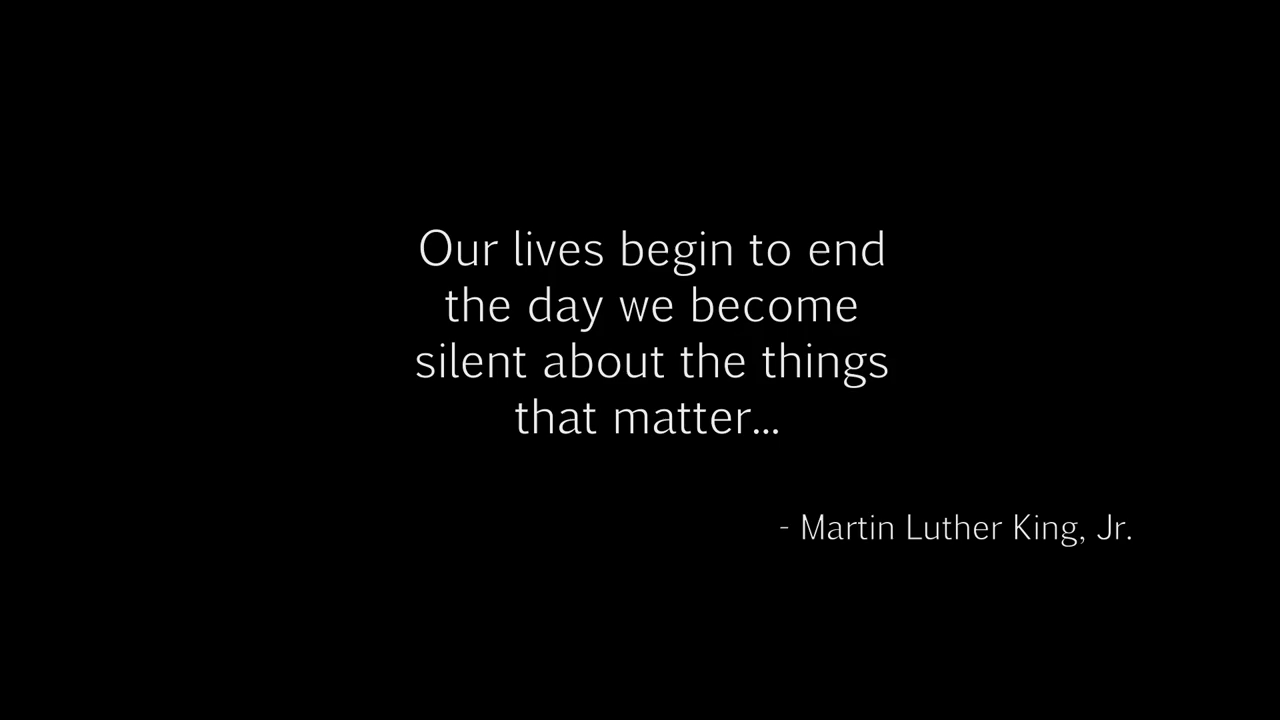 Our lives begin to end
the day we become
silent about the things
that matter...
- Martin Luther King, Jr.